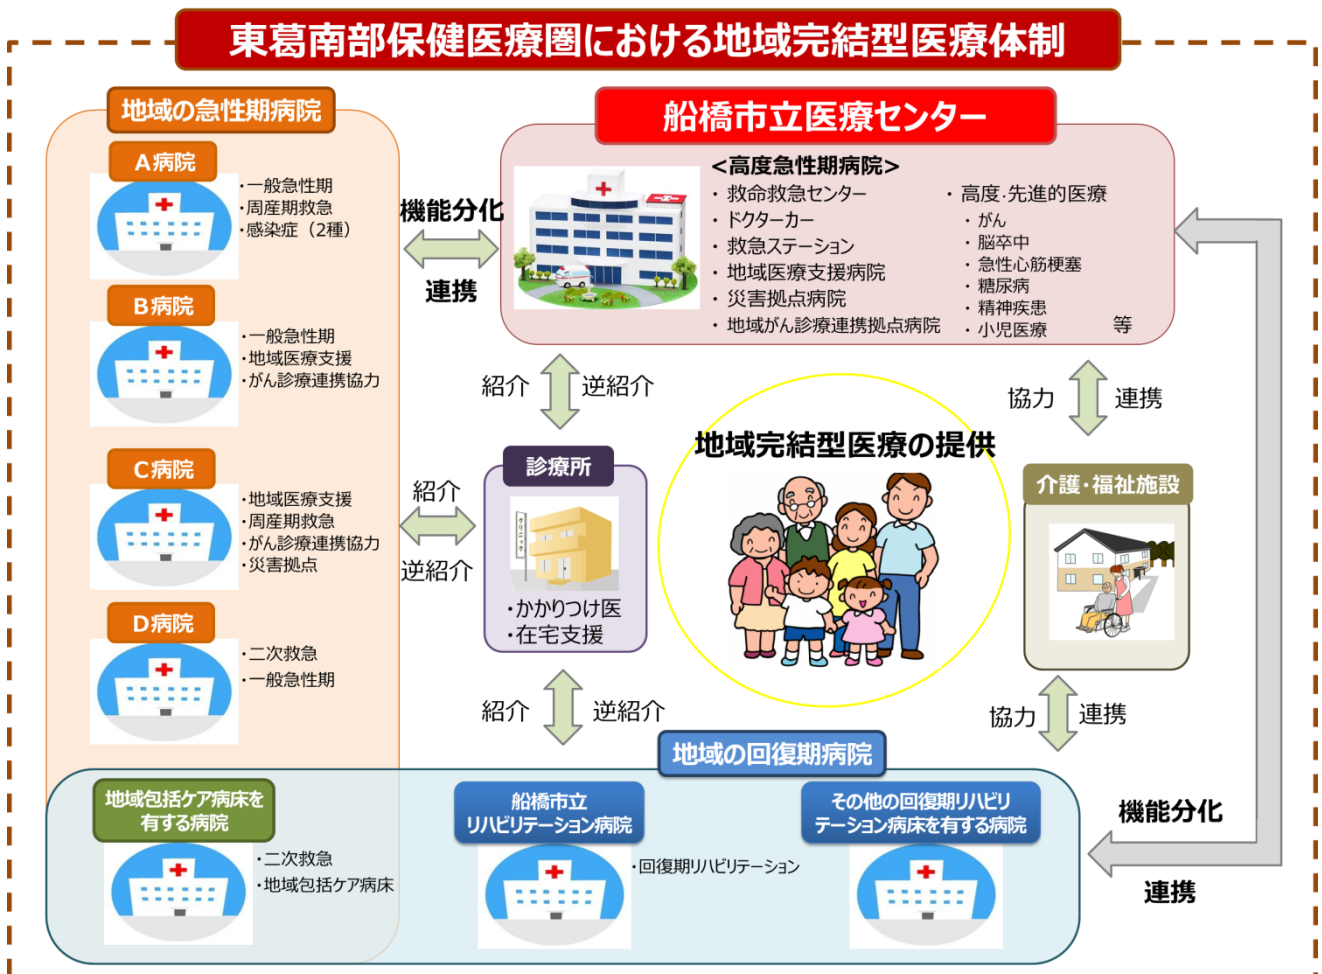 東葛南部保健医療圏における地域完結型医療体制
地域の急性期病院
A病院
・一般急性期
・周産期救急
・感染症（2種）
B病院
・一般急性期
・地域医療支援
・がん診療連携協力
C病院
・地域医療支援
・周産期救急
・がん診療連携協力
・災害拠点
D病院
・二次救急
・一般急性期
機能分化
連携
船橋市立医療センター
<高度急性期病院>
・ 救命救急センター
・ ドクターカー
・ 救急ステーション
・ 地域医療支援病院
・ 災害拠点病院
・ 地域がん診療連携拠点病院
・ 高度・先進的医療
・ がん
・ 脳卒中
・ 急性心筋梗塞
・ 糖尿病
・ 精神疾患
・ 小児医療 等
紹介 逆紹介
協力 連携
診療所
クリニック
・かかりつけ医
・在宅支援
紹介
逆紹介
地域完結型医療の提供
介護・福祉施設
紹介 逆紹介
協力 連携
地域の回復期病院
地域包括ケア病床を
有する病院
・二次救急
・地域包括ケア病床
船橋市立
リハビリテーション病院
・回復期リハビリテーション
その他の回復期リハビリ
テーション病床を有する病院
機能分化
連携